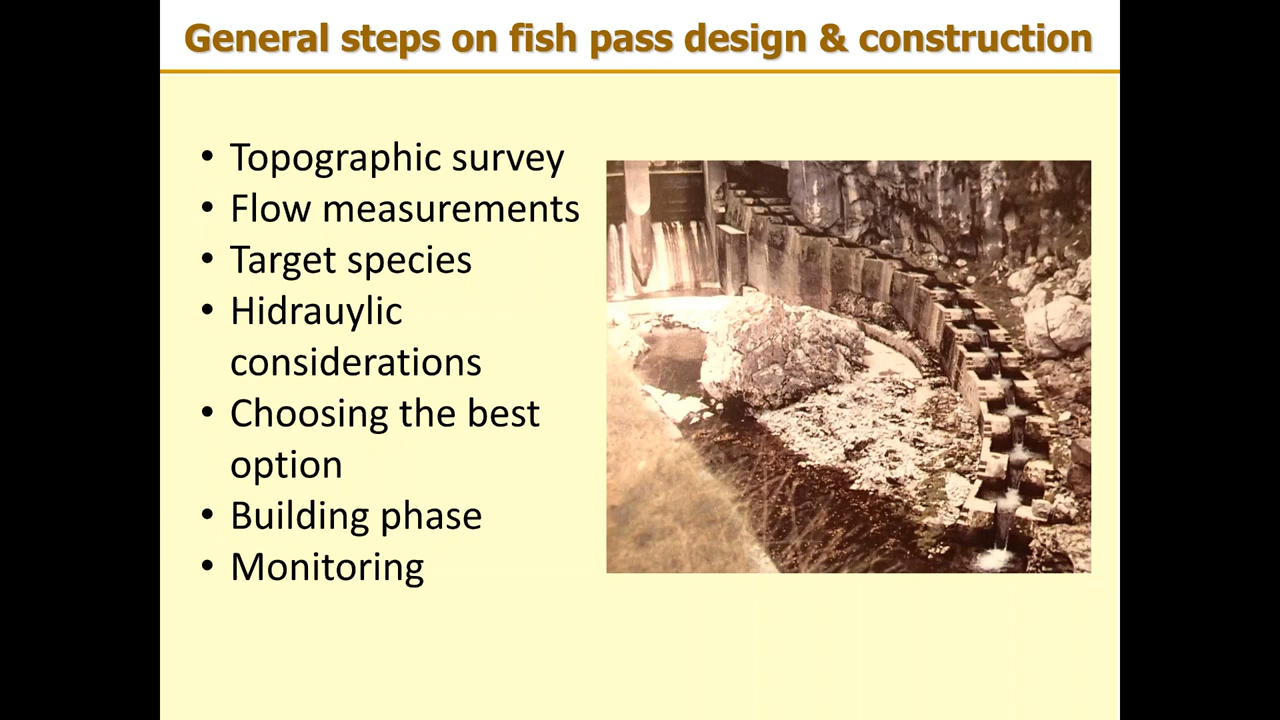 General steps on fish pass design & construction
• Topographic survey
• Flow measurements
• Target species
• Hidrauylic
considerations
• Choosing the best
option
• Building phase
• Monitoring